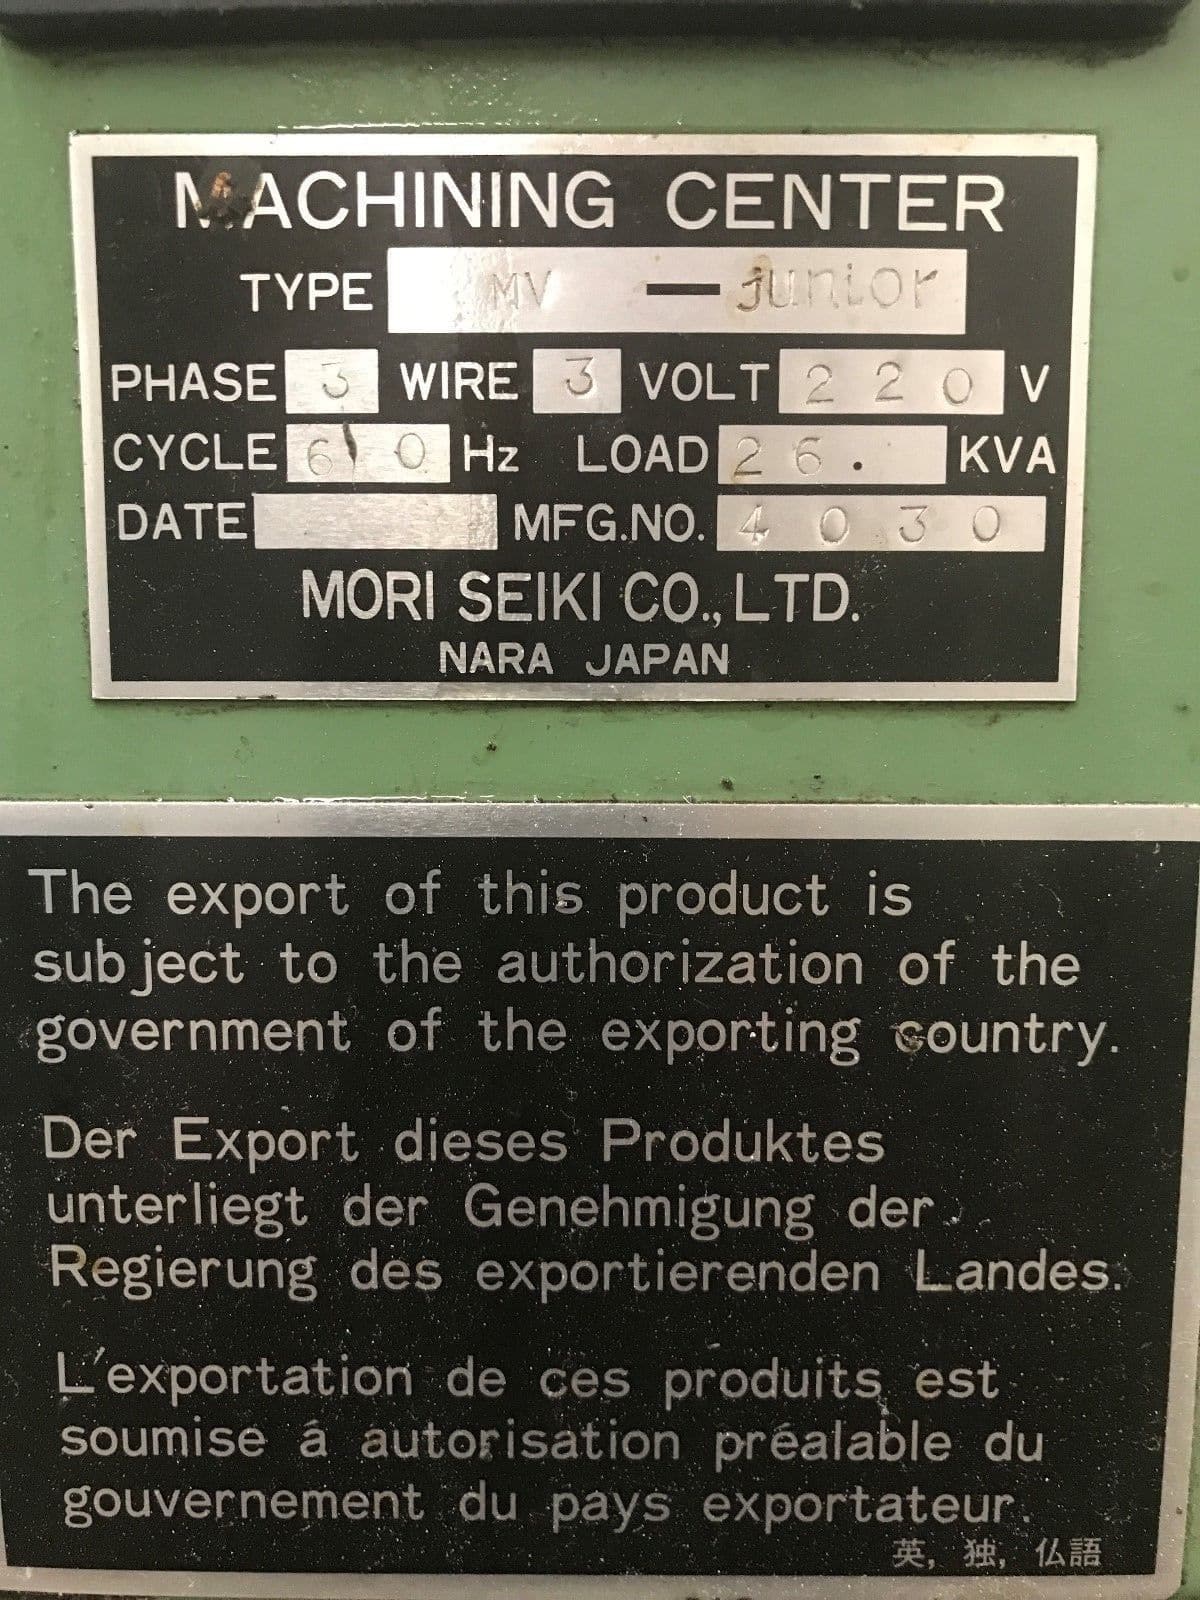 MACHINING CENTER
TYPE MV — junior
PHASE 3 WIRE 3 VOLT 220 V
CYCLE 60 Hz LOAD 26. KVA
DATE MFG.NO. 4030
MORI SEIKI CO., LTD.
NARA JAPAN
The export of this product is
subject to the authorization of the
government of the exporting country.
Der Export dieses Produktes
unterliegt der Genehmigung der
Regierung des exportierenden Landes.
L'exportation de ces produits est
soumise á autorisation préalable du
gouvernement du pays exportateur.
英, 独, 仏語